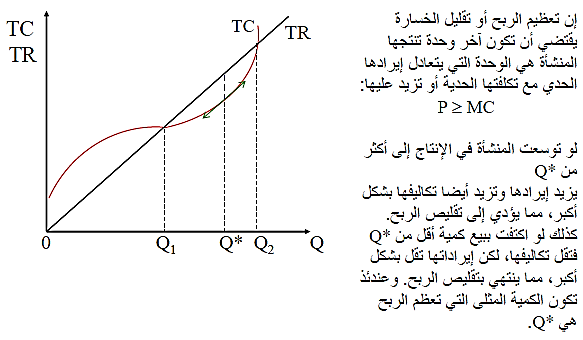 إن تعظيم الربح أو تقليل الخسارة
يقتضي أن تكون آخر وحدة تنتجها
المنشأة هي الوحدة التي يتعادل إيرادها
الحدي مع تكلفتها الحدية أو تزيد عليها:
P ≥ MC
لو توسعت المنشأة في الإنتاج إلى أكثر
من Q*
يزيد إيرادها وتزيد أيضا تكاليفها بشكل
أكبر، مما يؤدي إلى تقليص الربح.
كذلك لو اكتفت ببيع كمية أقل من Q*
فتقل تكاليفها، لكن إيراداتها تقل بشكل
أكبر، مما ينتهي بتقليص الربح. وعندئذ
تكون الكمية المثلى التي تعظم الربح
هي Q*.
TC
TR
TC
TR
0
Q1
Q*
Q2
Q